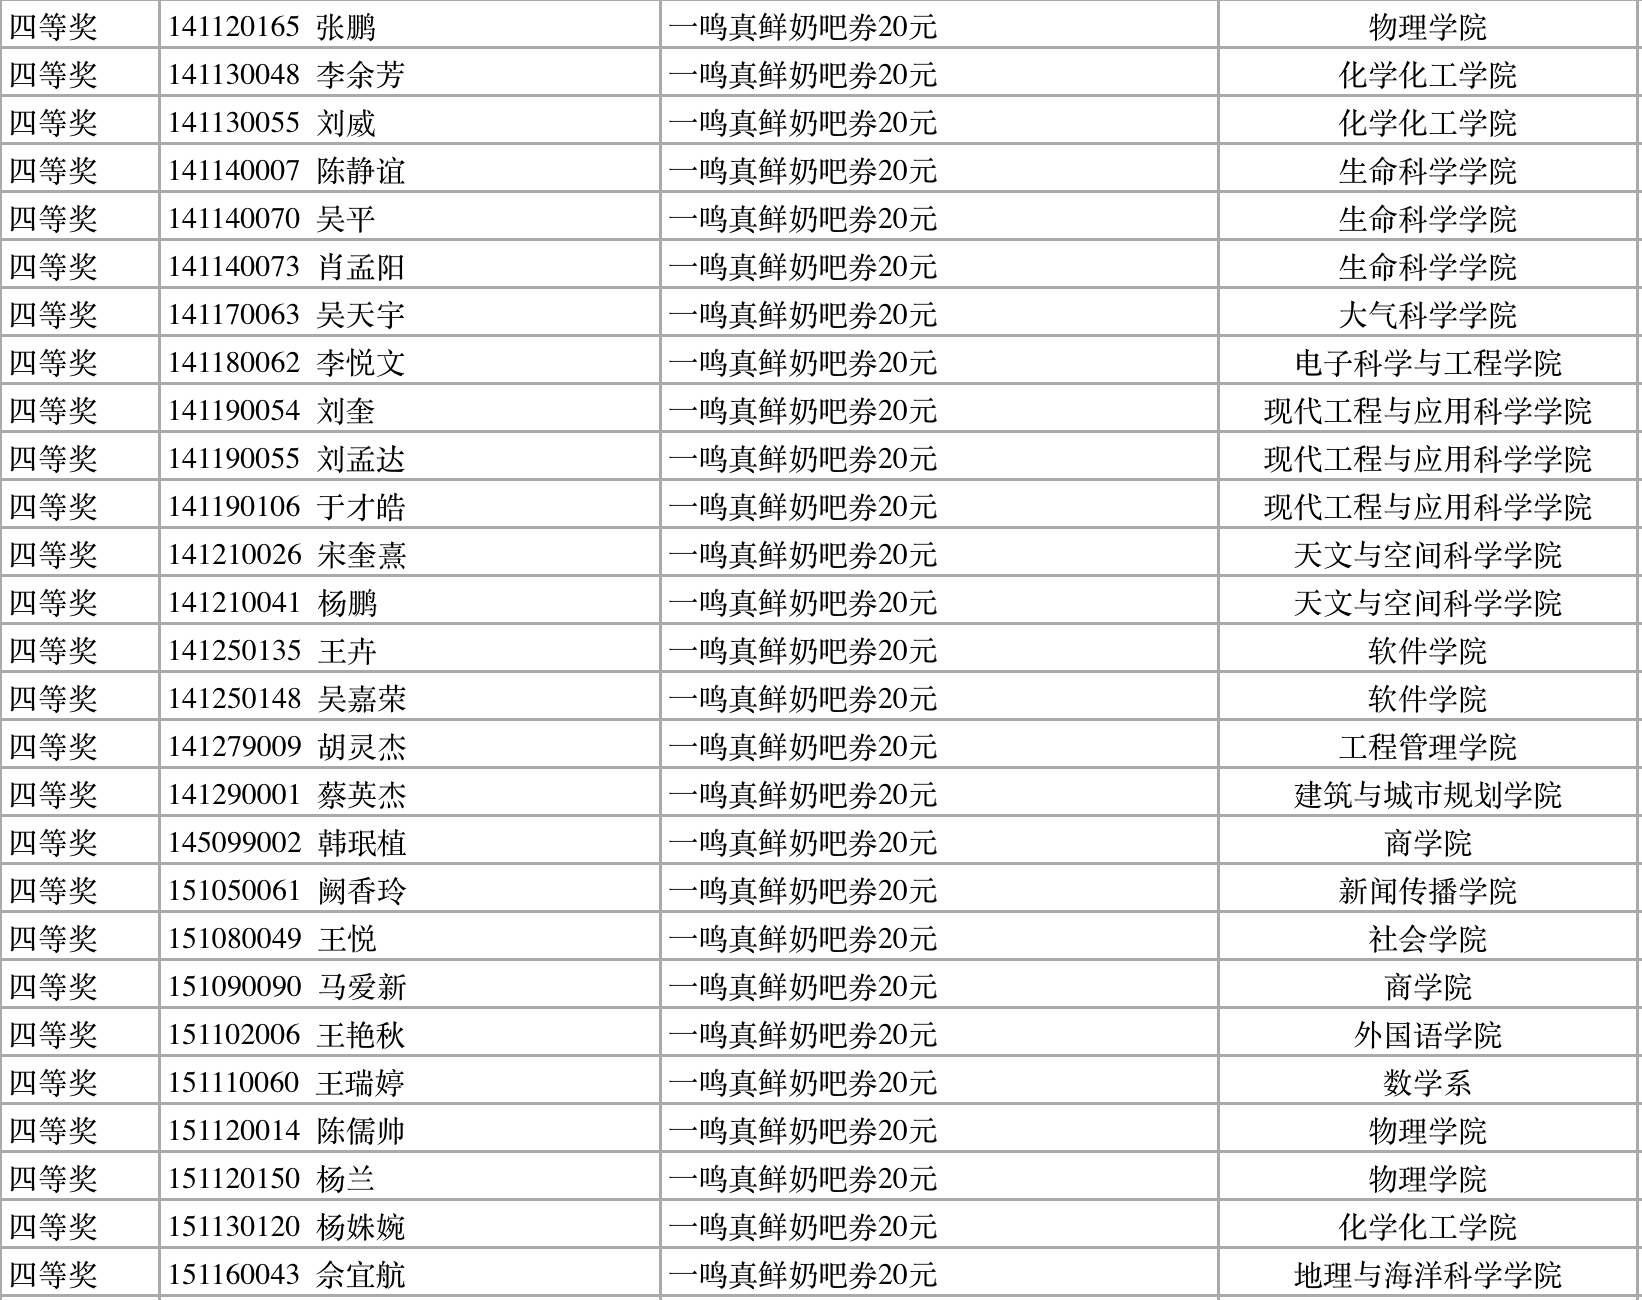 四等奖 141120165 张鹏 一鸣真鲜奶吧券20元 物理学院
四等奖 141130048 李余芳 一鸣真鲜奶吧券20元 化学化工学院
四等奖 141130055 刘威 一鸣真鲜奶吧券20元 化学化工学院
四等奖 141140007 陈静谊 一鸣真鲜奶吧券20元 生命科学学院
四等奖 141140070 吴平 一鸣真鲜奶吧券20元 生命科学学院
四等奖 141140073 肖孟阳 一鸣真鲜奶吧券20元 生命科学学院
四等奖 141170063 吴天宇 一鸣真鲜奶吧券20元 大气科学学院
四等奖 141180062 李悦文 一鸣真鲜奶吧券20元 电子科学与工程学院
四等奖 141190054 刘奎 一鸣真鲜奶吧券20元 现代工程与应用科学学院
四等奖 141190055 刘孟达 一鸣真鲜奶吧券20元 现代工程与应用科学学院
四等奖 141190106 于才皓 一鸣真鲜奶吧券20元 现代工程与应用科学学院
四等奖 141210026 宋奎熹 一鸣真鲜奶吧券20元 天文与空间科学学院
四等奖 141210041 杨鹏 一鸣真鲜奶吧券20元 天文与空间科学学院
四等奖 141250135 王卉 一鸣真鲜奶吧券20元 软件学院
四等奖 141250148 吴嘉荣 一鸣真鲜奶吧券20元 软件学院
四等奖 141279009 胡灵杰 一鸣真鲜奶吧券20元 工程管理学院
四等奖 141290001 蔡英杰 一鸣真鲜奶吧券20元 建筑与城市规划学院
四等奖 145099002 韩珉植 一鸣真鲜奶吧券20元 商学院
四等奖 151050061 阙香玲 一鸣真鲜奶吧券20元 新闻传播学院
四等奖 151080049 王悦 一鸣真鲜奶吧券20元 社会学院
四等奖 151090090 马爱新 一鸣真鲜奶吧券20元 商学院
四等奖 151102006 王艳秋 一鸣真鲜奶吧券20元 外国语学院
四等奖 151110060 王瑞婷 一鸣真鲜奶吧券20元 数学系
四等奖 151120014 陈儒帅 一鸣真鲜奶吧券20元 物理学院
四等奖 151120150 杨兰 一鸣真鲜奶吧券20元 物理学院
四等奖 151130120 杨姝婉 一鸣真鲜奶吧券20元 化学化工学院
四等奖 151160043 佘宜航 一鸣真鲜奶吧券20元 地理与海洋科学学院